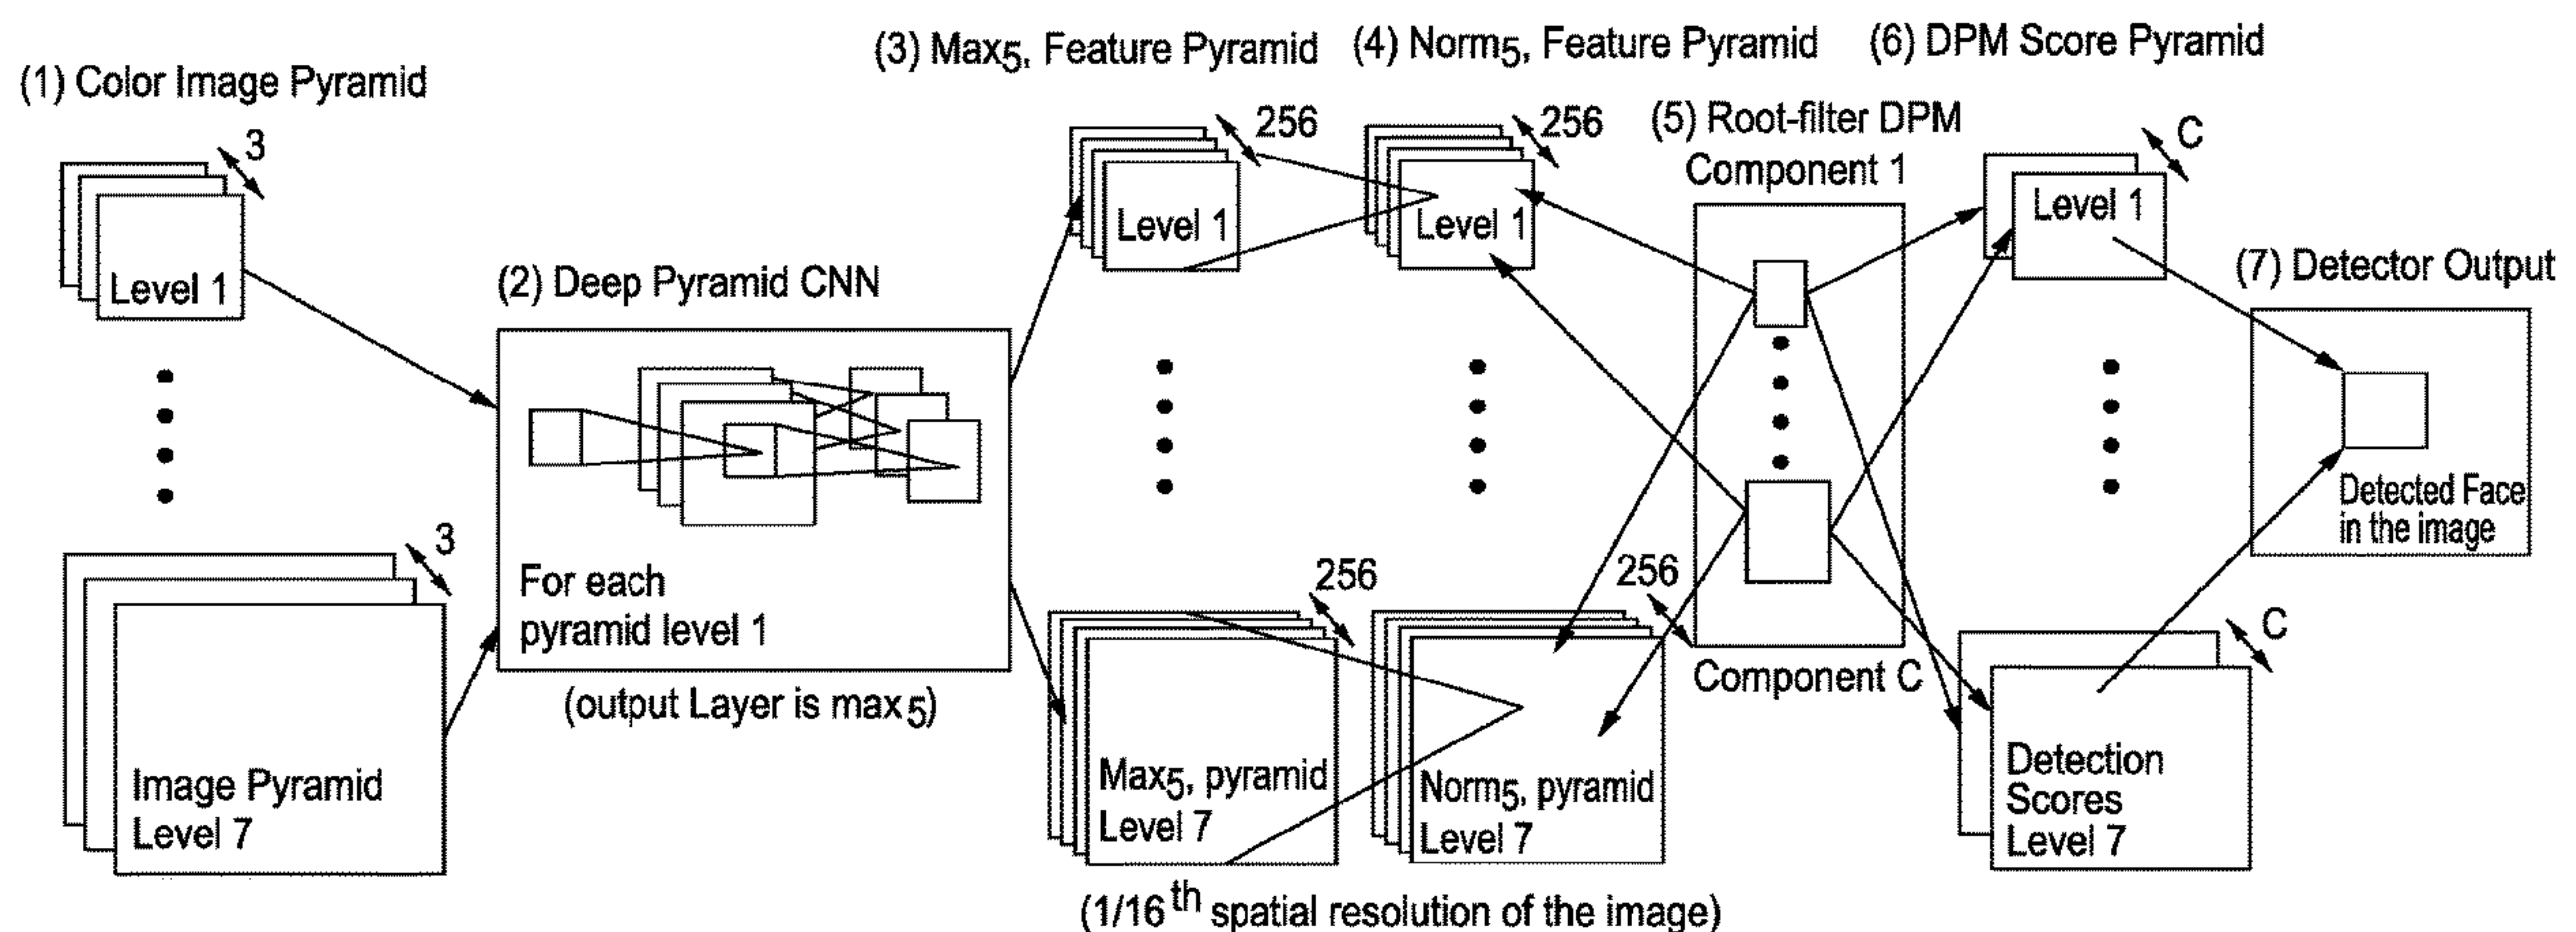 (1) Color Image Pyramid
3
Level 1
3
Image Pyramid
Level 7
(2) Deep Pyramid CNN
For each
pyramid level 1
(output Layer is max5)
(3) Max5, Feature Pyramid
256
Level 1
256
Max5, pyramid
Level 7
(4) Norm5, Feature Pyramid
256
Level 1
256
Norm5, pyramid
Level 7
(1/16th spatial resolution of the image)
(5) Root-filter DPM
Component 1
Component C
(6) DPM Score Pyramid
C
Level 1
C
Detection
Scores
Level 7
(7) Detector Output
Detected Face
in the image